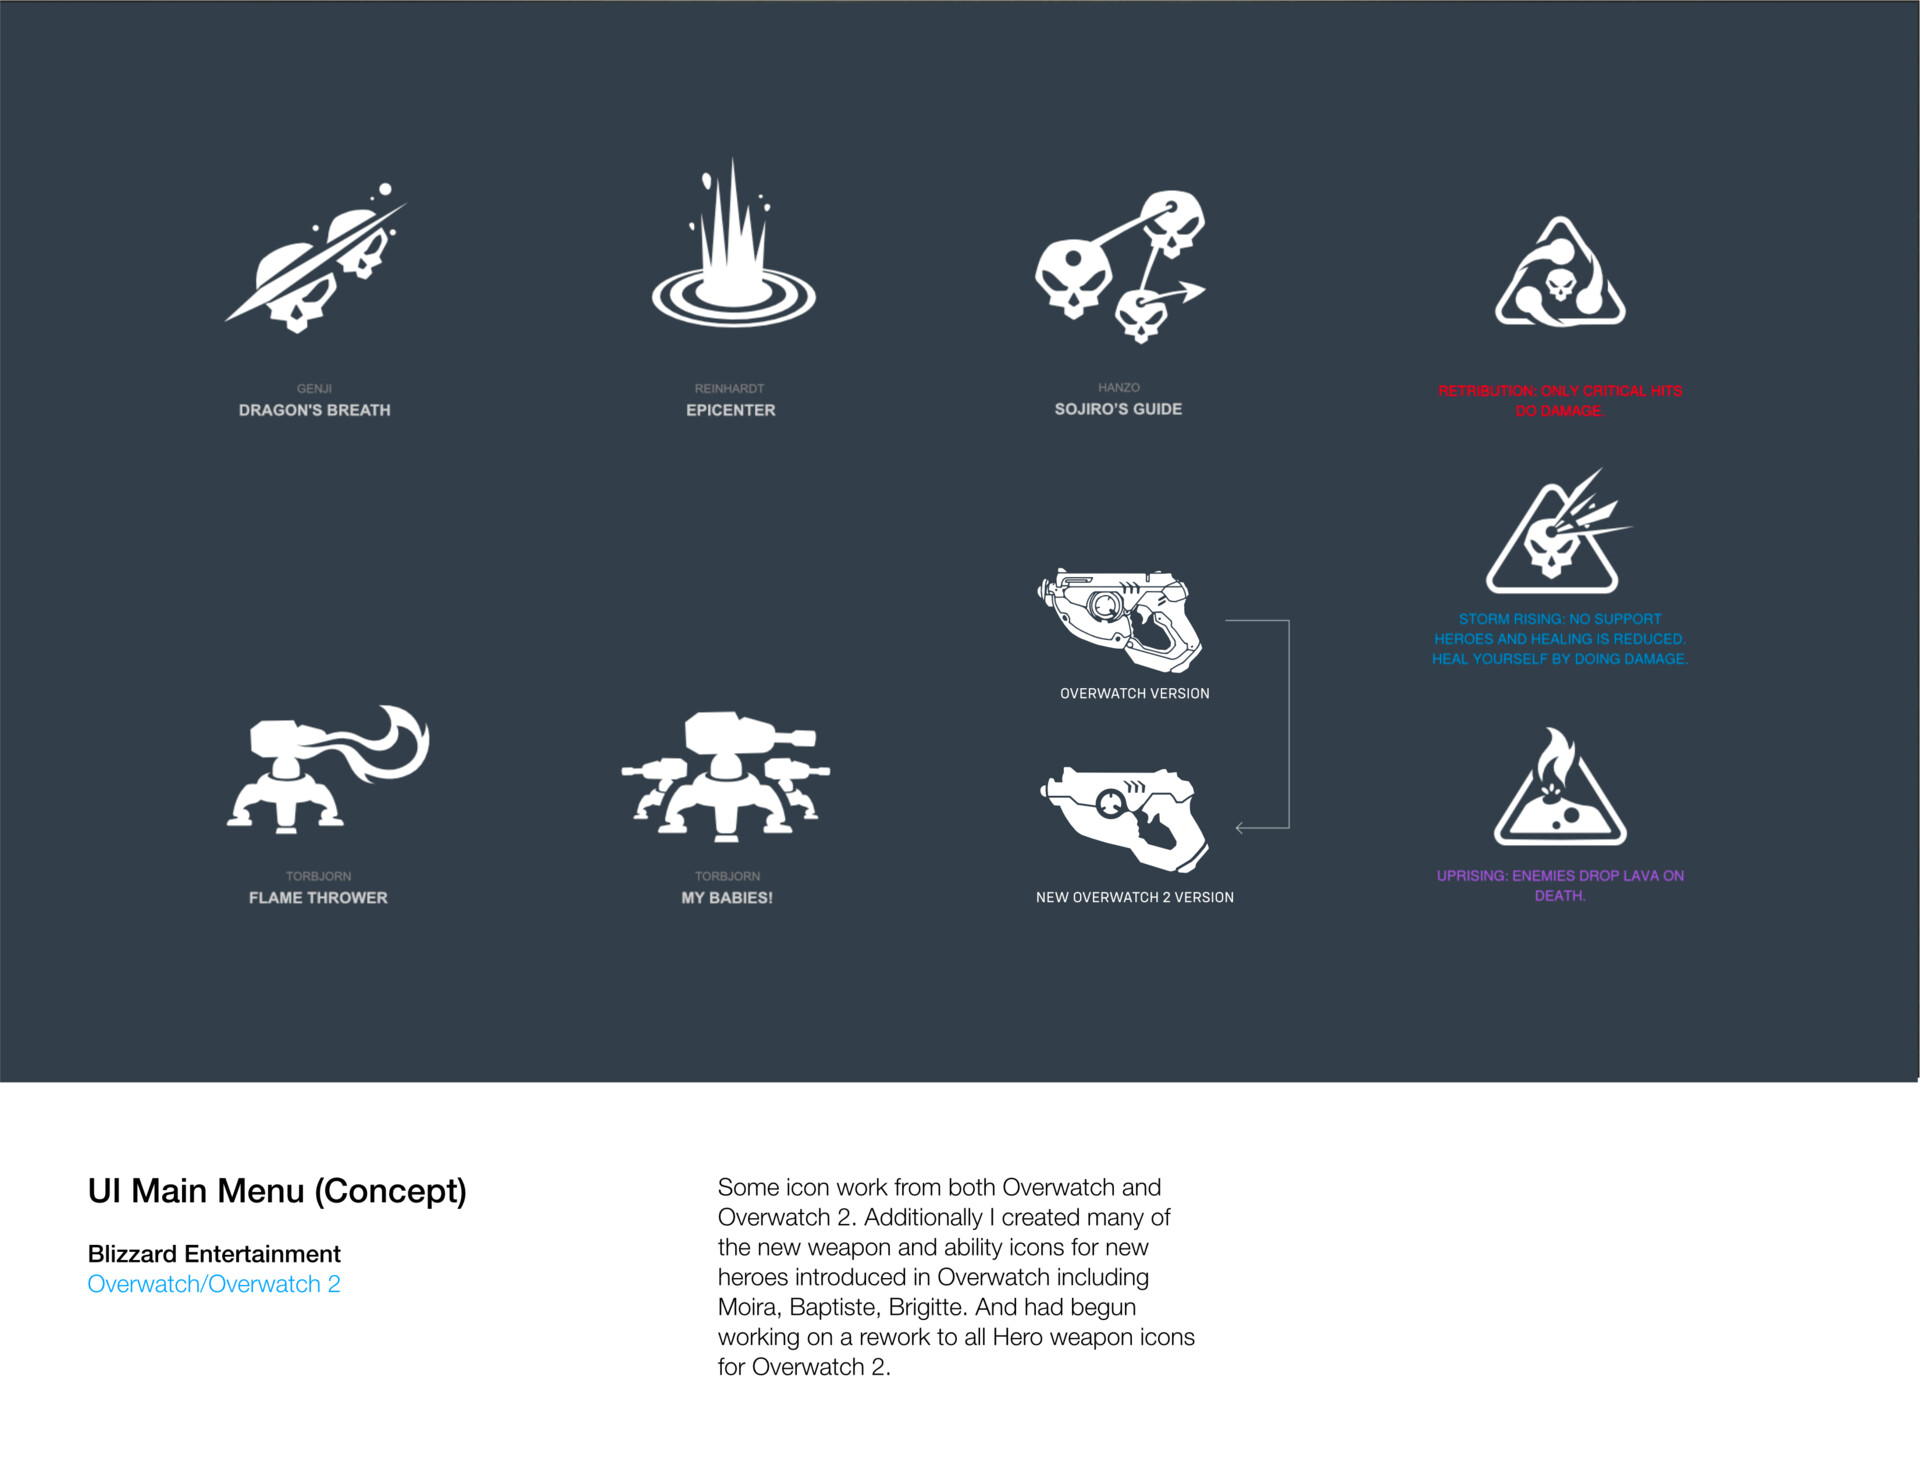 GENJI
DRAGON'S BREATH
REINHARDT
EPICENTER
HANZO
SOJIRO'S GUIDE
RETRIBUTION: ONLY CRITICAL HITS
DO DAMAGE.
STORM RISING: NO SUPPORT
HEROES AND HEALING IS REDUCED.
HEAL YOURSELF BY DOING DAMAGE.
OVERWATCH VERSION
TORBJORN
FLAME THROWER
TORBJORN
MY BABIES!
NEW OVERWATCH 2 VERSION
UPRISING: ENEMIES DROP LAVA ON
DEATH.
UI Main Menu (Concept)
Blizzard Entertainment
Overwatch/Overwatch 2
Some icon work from both Overwatch and
Overwatch 2. Additionally I created many of
the new weapon and ability icons for new
heroes introduced in Overwatch including
Moira, Baptiste, Brigitte. And had begun
working on a rework to all Hero weapon icons
for Overwatch 2.